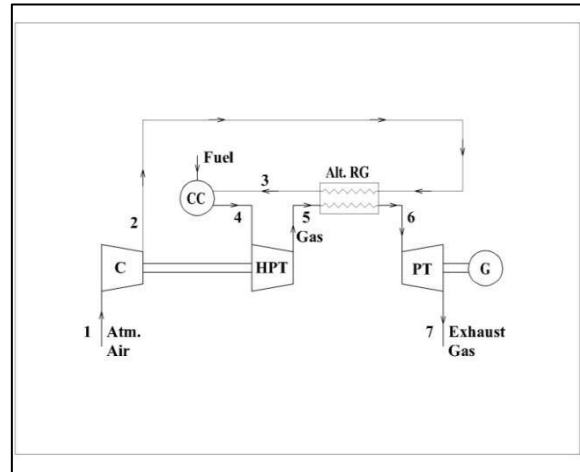 Fuel
3
Alt. RG
CC
2
4
5
6
Gas
C
HPT
PT
G
1 Atm.
Air
7 Exhaust
Gas